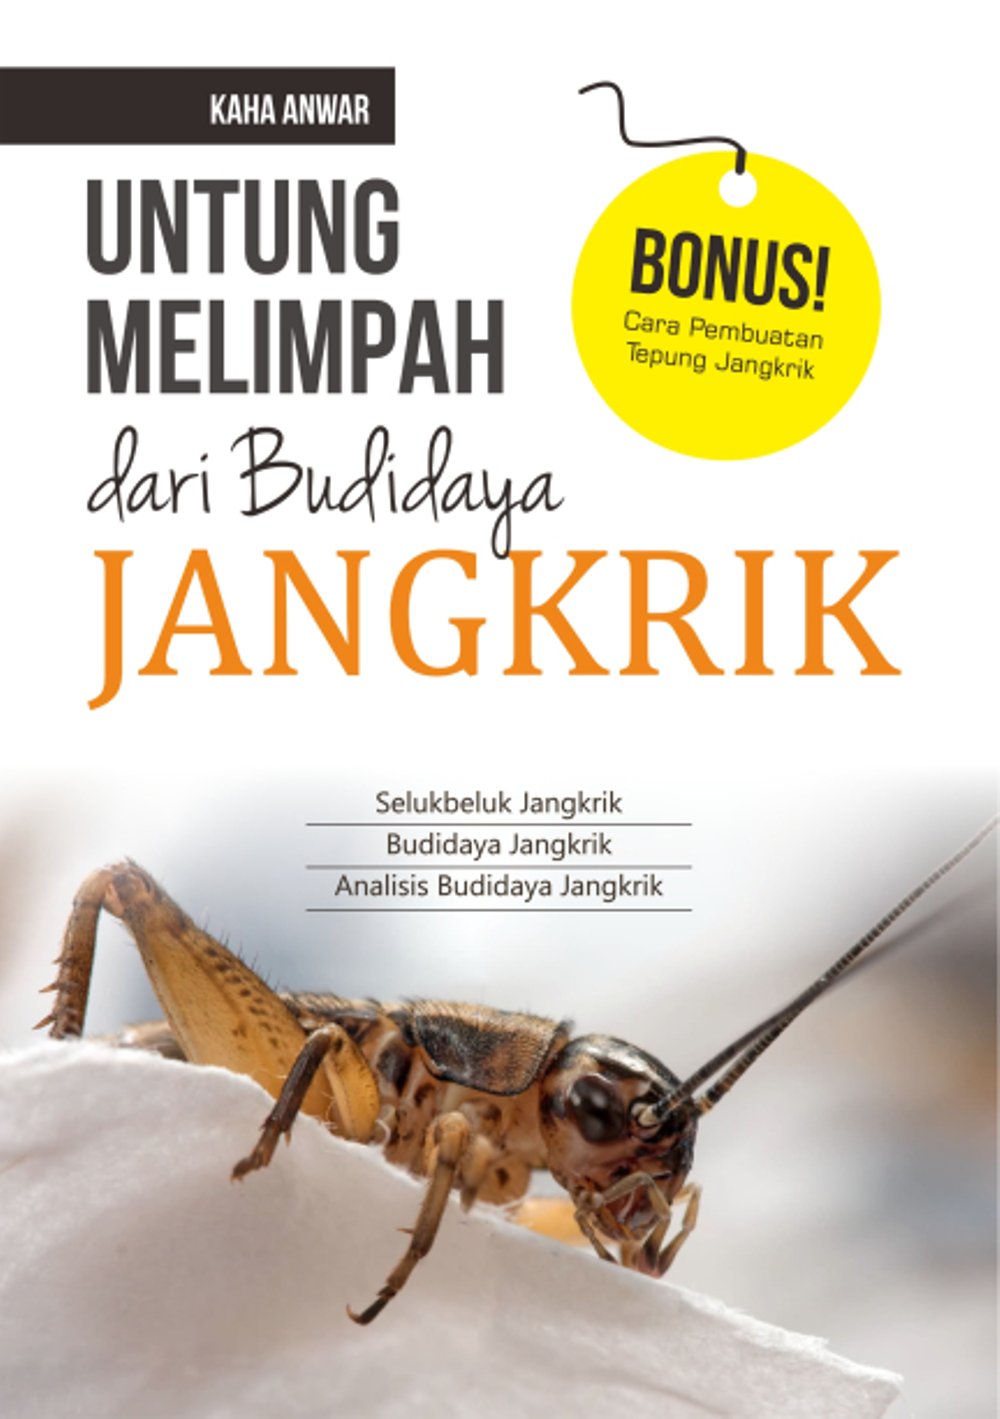 KAHA ANWAR
UNTUNG
MELIMPAH
dari Budidaya
JANGKRIK
BONUS!
Cara Pembuatan
Tepung Jangkrik
Selukbeluk Jangkrik
Budidaya Jangkrik
Analisis Budidaya Jangkrik